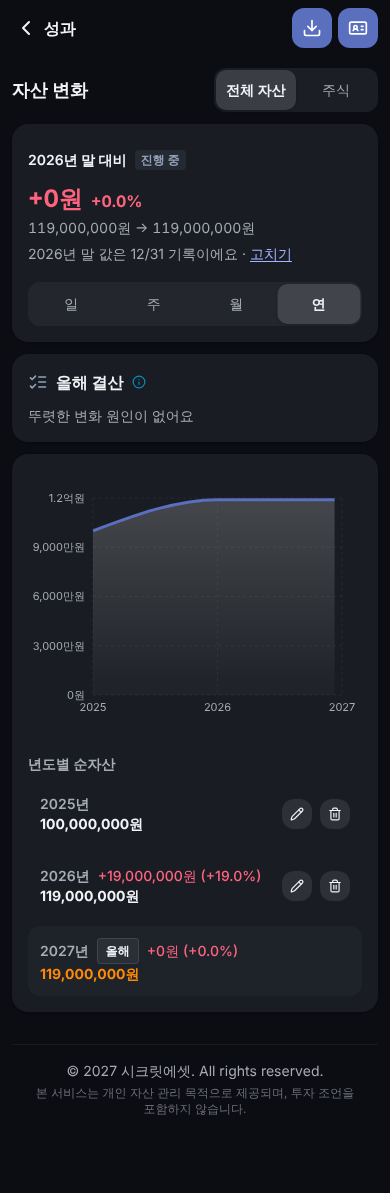 성과
자산 변화
전체 자산
주식
2026년 말 대비 진행 중
+0원 +0.0%
119,000,000원 → 119,000,000원
2026년 말 값은 12/31 기록이에요 · 고치기
일
주
월
연
올해 결산
뚜렷한 변화 원인이 없어요
1.2억원
9,000만원
6,000만원
3,000만원
0원
2025
2026
2027
년도별 순자산
2025년
100,000,000원
2026년 +19,000,000원 (+19.0%)
119,000,000원
2027년 올해 +0원 (+0.0%)
119,000,000원
© 2027 시크릿에셋. All rights reserved.
본 서비스는 개인 자산 관리 목적으로 제공되며, 투자 조언을
포함하지 않습니다.